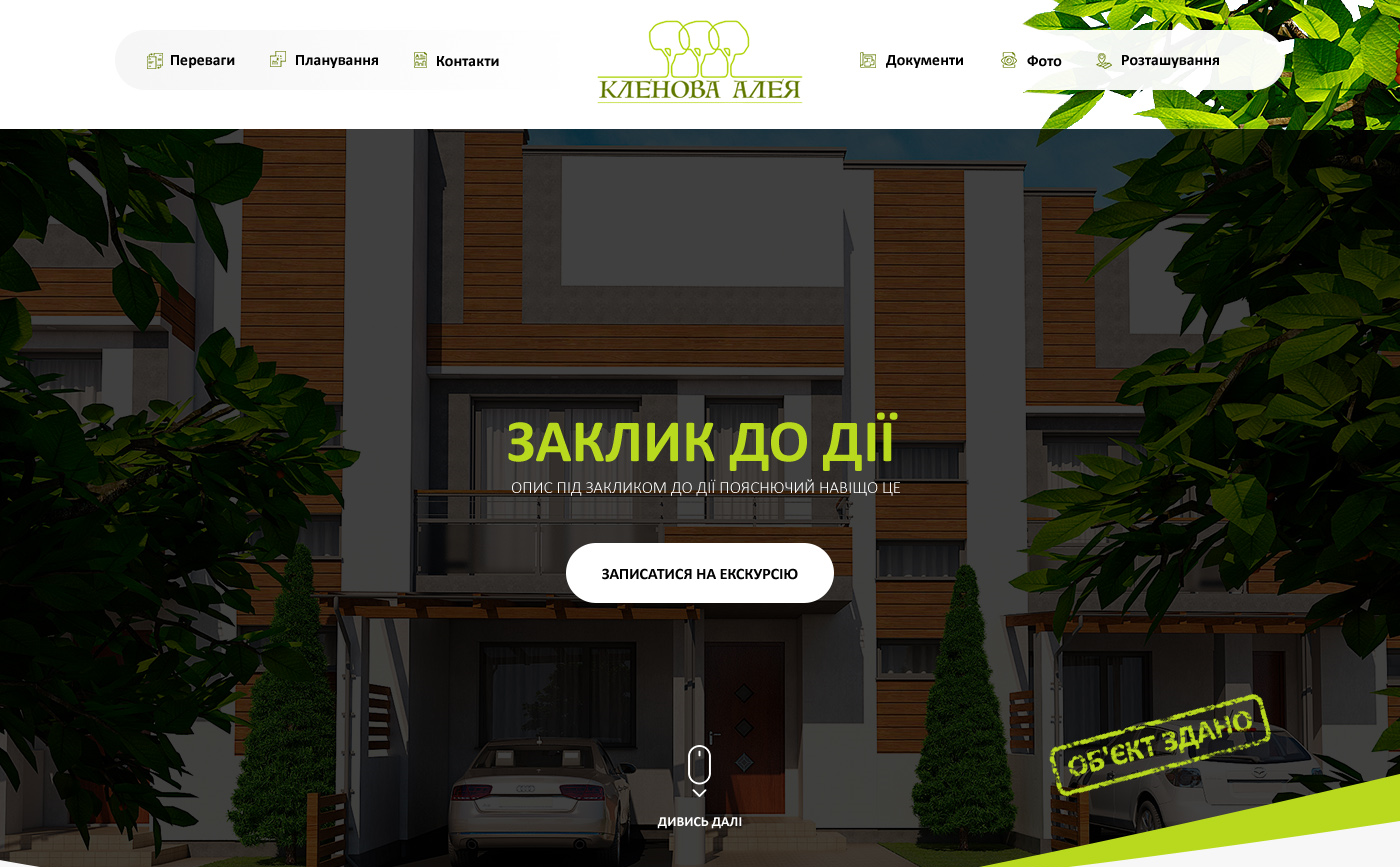 Переваги
Планування
Контакти
КЛЕНОВА АЛЕЯ
Документи
Фото
Розташування
ЗАКЛИК ДО ДІЇ
ОПИС ПІД ЗАКЛИКОМ ДО ДІЇ ПОЯСНЮЧИЙ НАВІЩО ЦЕ
ЗАПИСАТИСЯ НА ЕКСКУРСІЮ
ОБ'ЄКТ ЗДАНО
ДИВИСЬ ДАЛІ